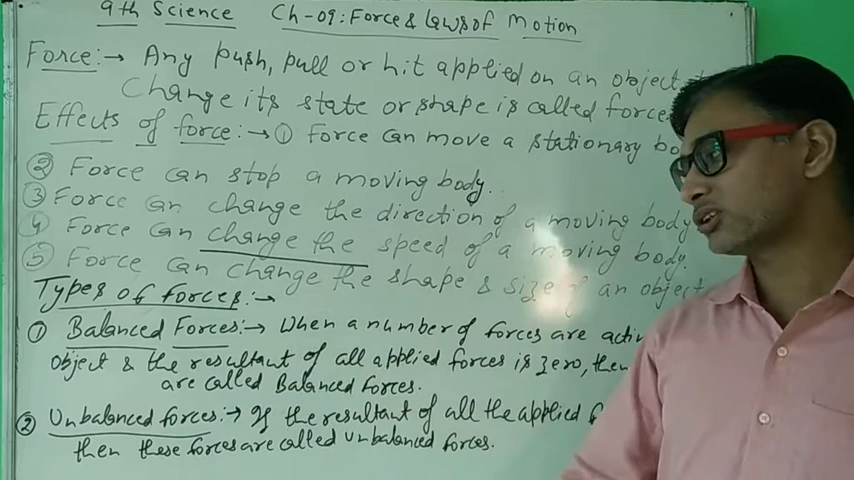 9th Science Ch-09: Force & laws of Motion
Force:→ Any push, pull or hit applied on an object
Change its state or shape is called force
Effects of force:→ ① Force can move a stationary
② Force can stop a moving body.
③ Force can change the direction of a moving body
④ Force can change the speed of a moving body.
⑤ Force can change the shape & size of an object
Types of forces:→
① Balanced Forces:→ When a number of forces are
object & the resultant of all applied forces is zero, then
are called Balanced Forces.
② Unbalanced forces:→ If the resultant of all the applied
then these forces are called unbalanced forces.